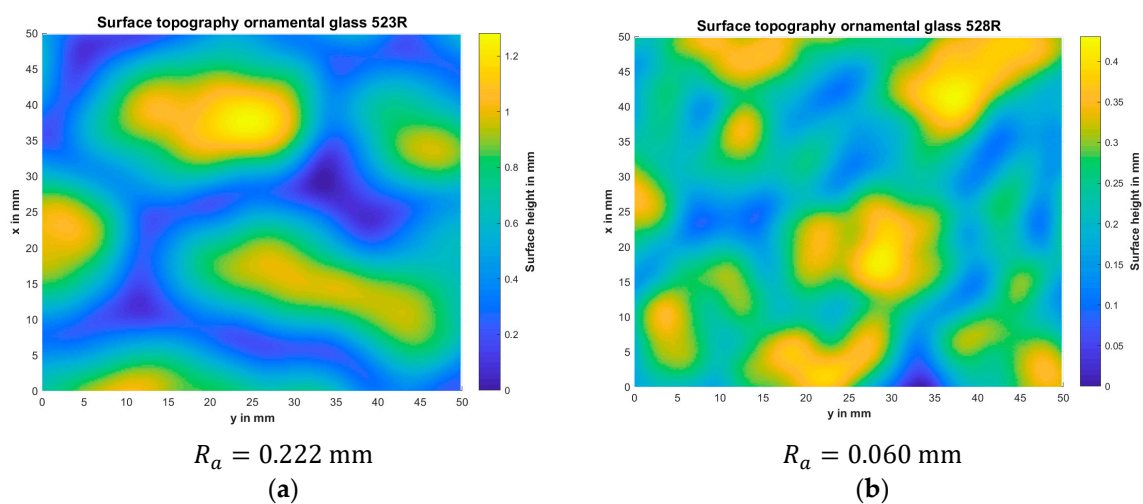 Surface topography ornamental glass 523R
50
45
40
35
30
25
20
15
10
5
0
x in mm
0 5 10 15 20 25 30 35 40 45 50
y in mm
1.2
1
0.8
0.6
0.4
0.2
0
Surface height in mm
R_a = 0.222 mm
(a)
Surface topography ornamental glass 528R
50
45
40
35
30
25
20
15
10
5
0
x in mm
0 5 10 15 20 25 30 35 40 45 50
y in mm
0.4
0.35
0.3
0.25
0.2
0.15
0.1
0.05
0
Surface height in mm
R_a = 0.060 mm
(b)